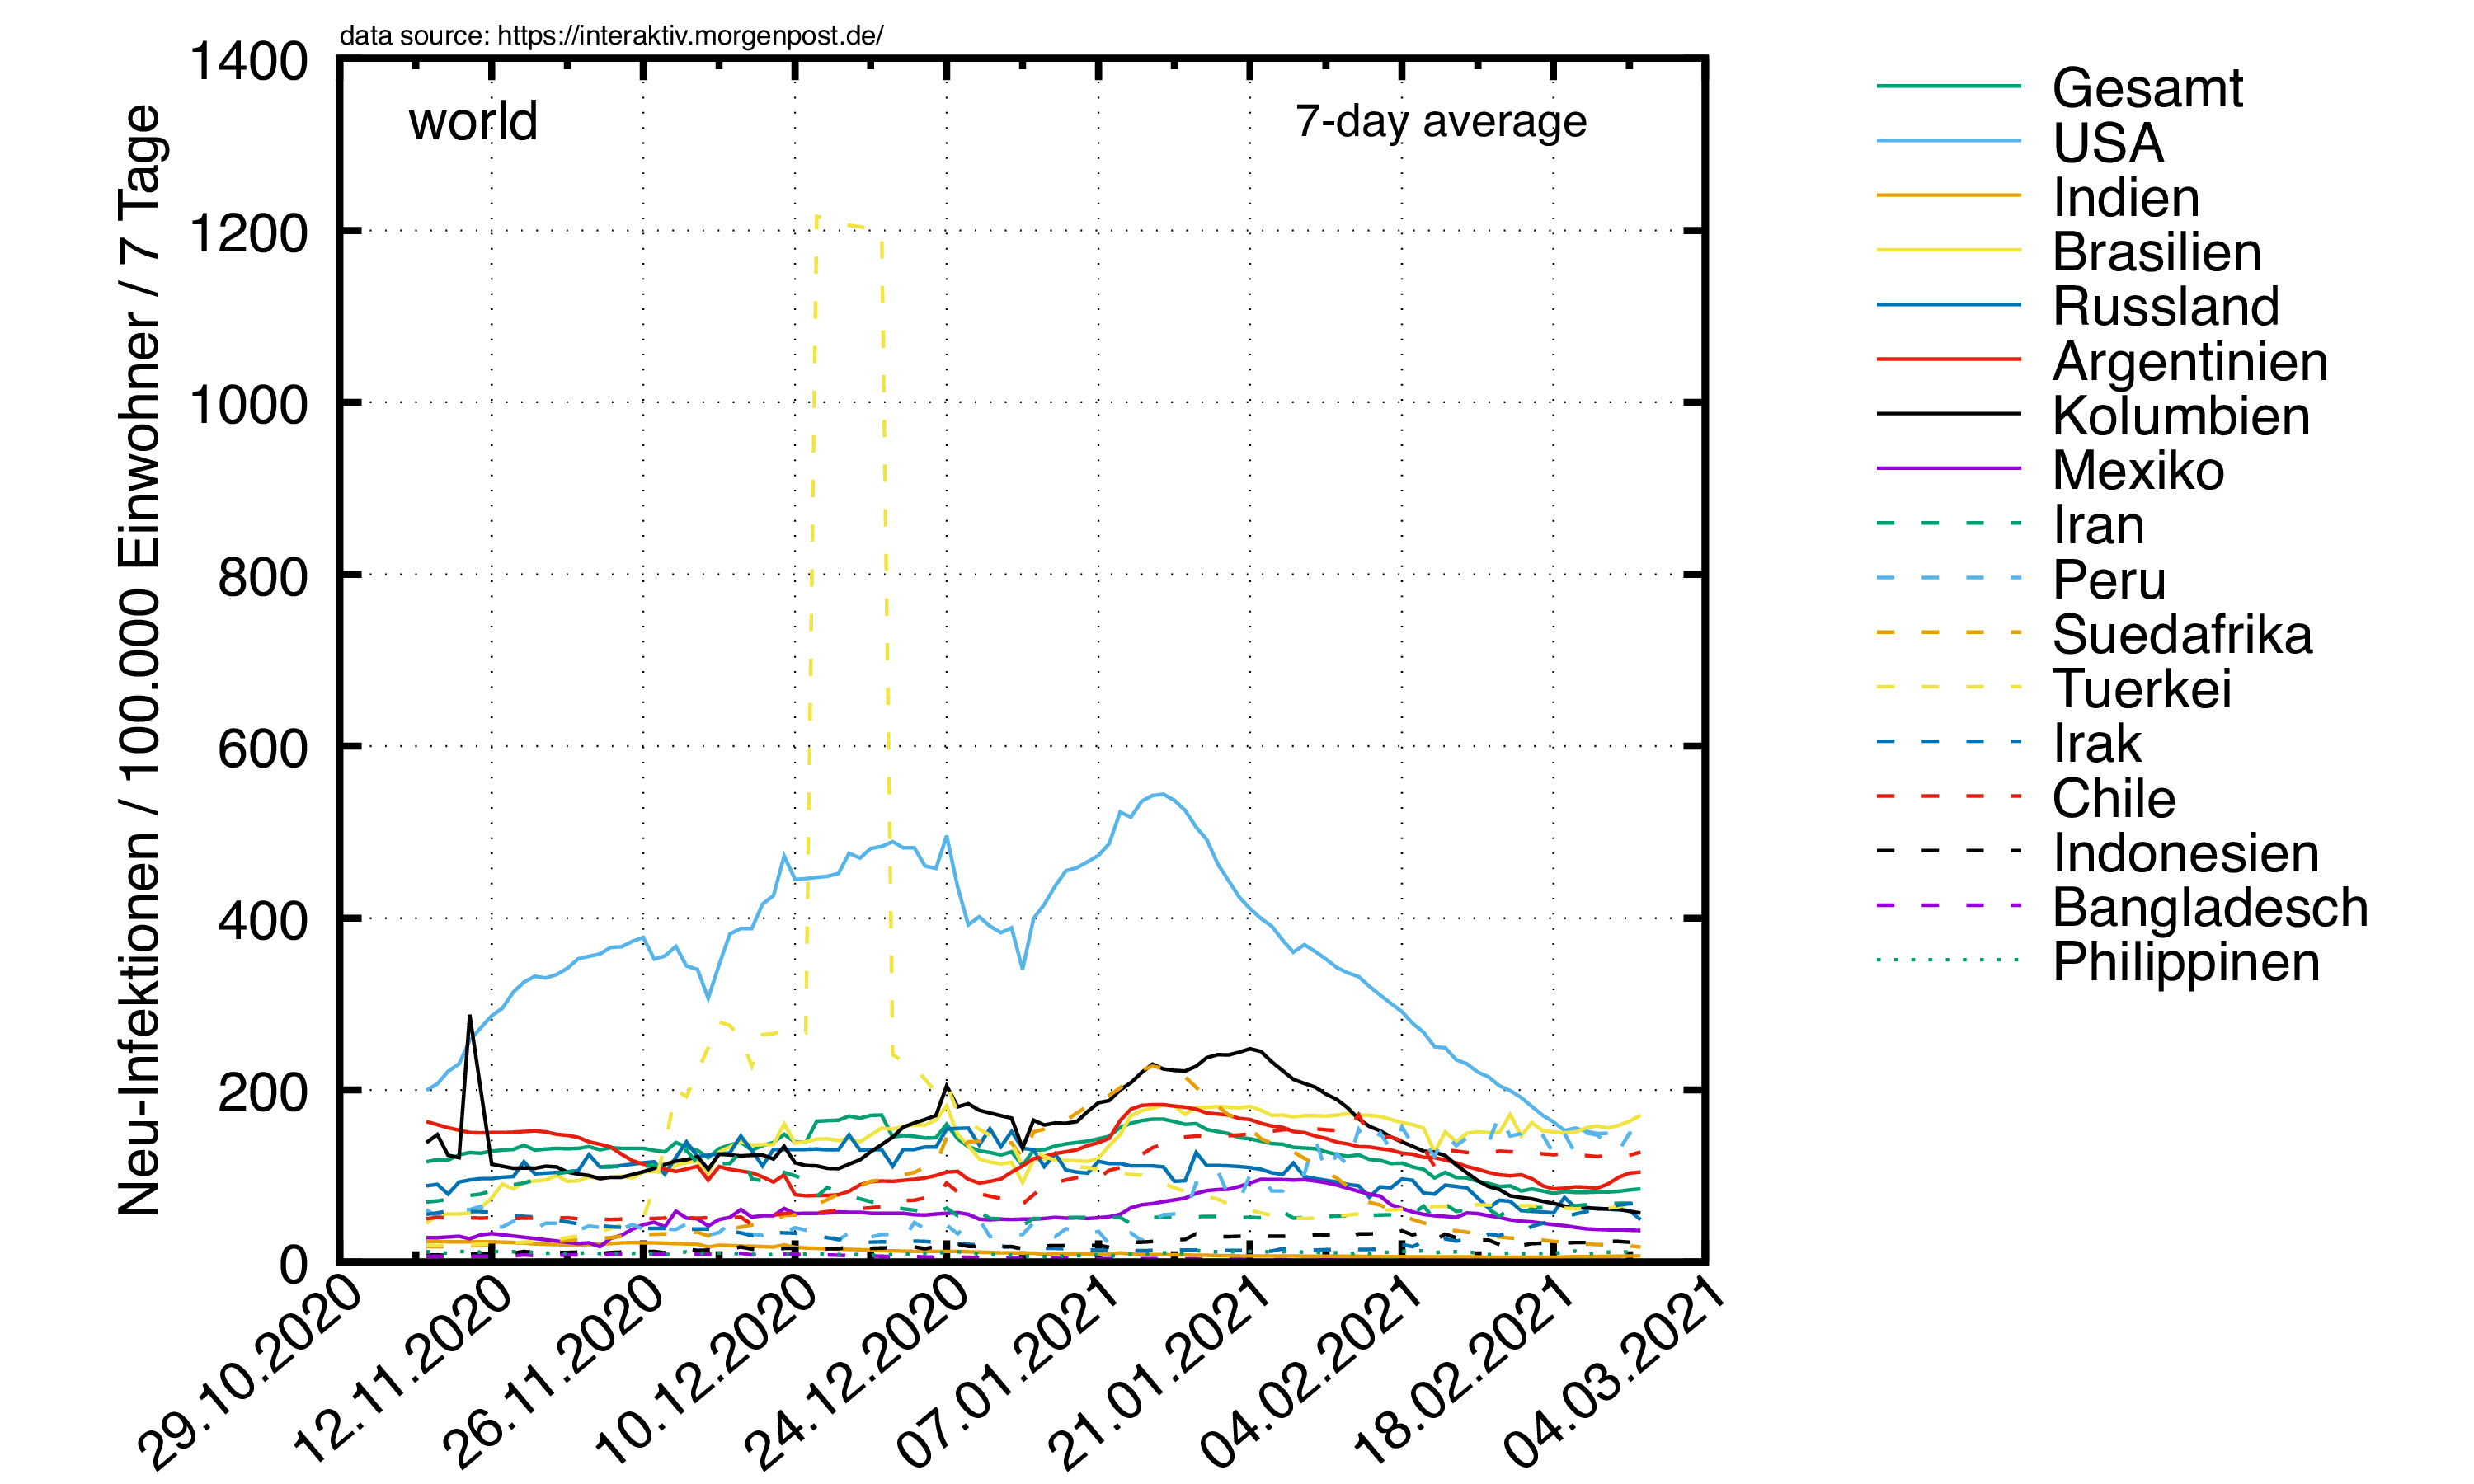 data source: https://interaktiv.morgenpost.de/
world
7-day average
Neu-Infektionen / 100.000 Einwohner / 7 Tage
1400
1200
1000
800
600
400
200
0
29.10.2020
12.11.2020
26.11.2020
10.12.2020
24.12.2020
07.01.2021
21.01.2021
04.02.2021
18.02.2021
04.03.2021
Gesamt
USA
Indien
Brasilien
Russland
Argentinien
Kolumbien
Mexiko
Iran
Peru
Suedafrika
Tuerkei
Irak
Chile
Indonesien
Bangladesch
Philippinen